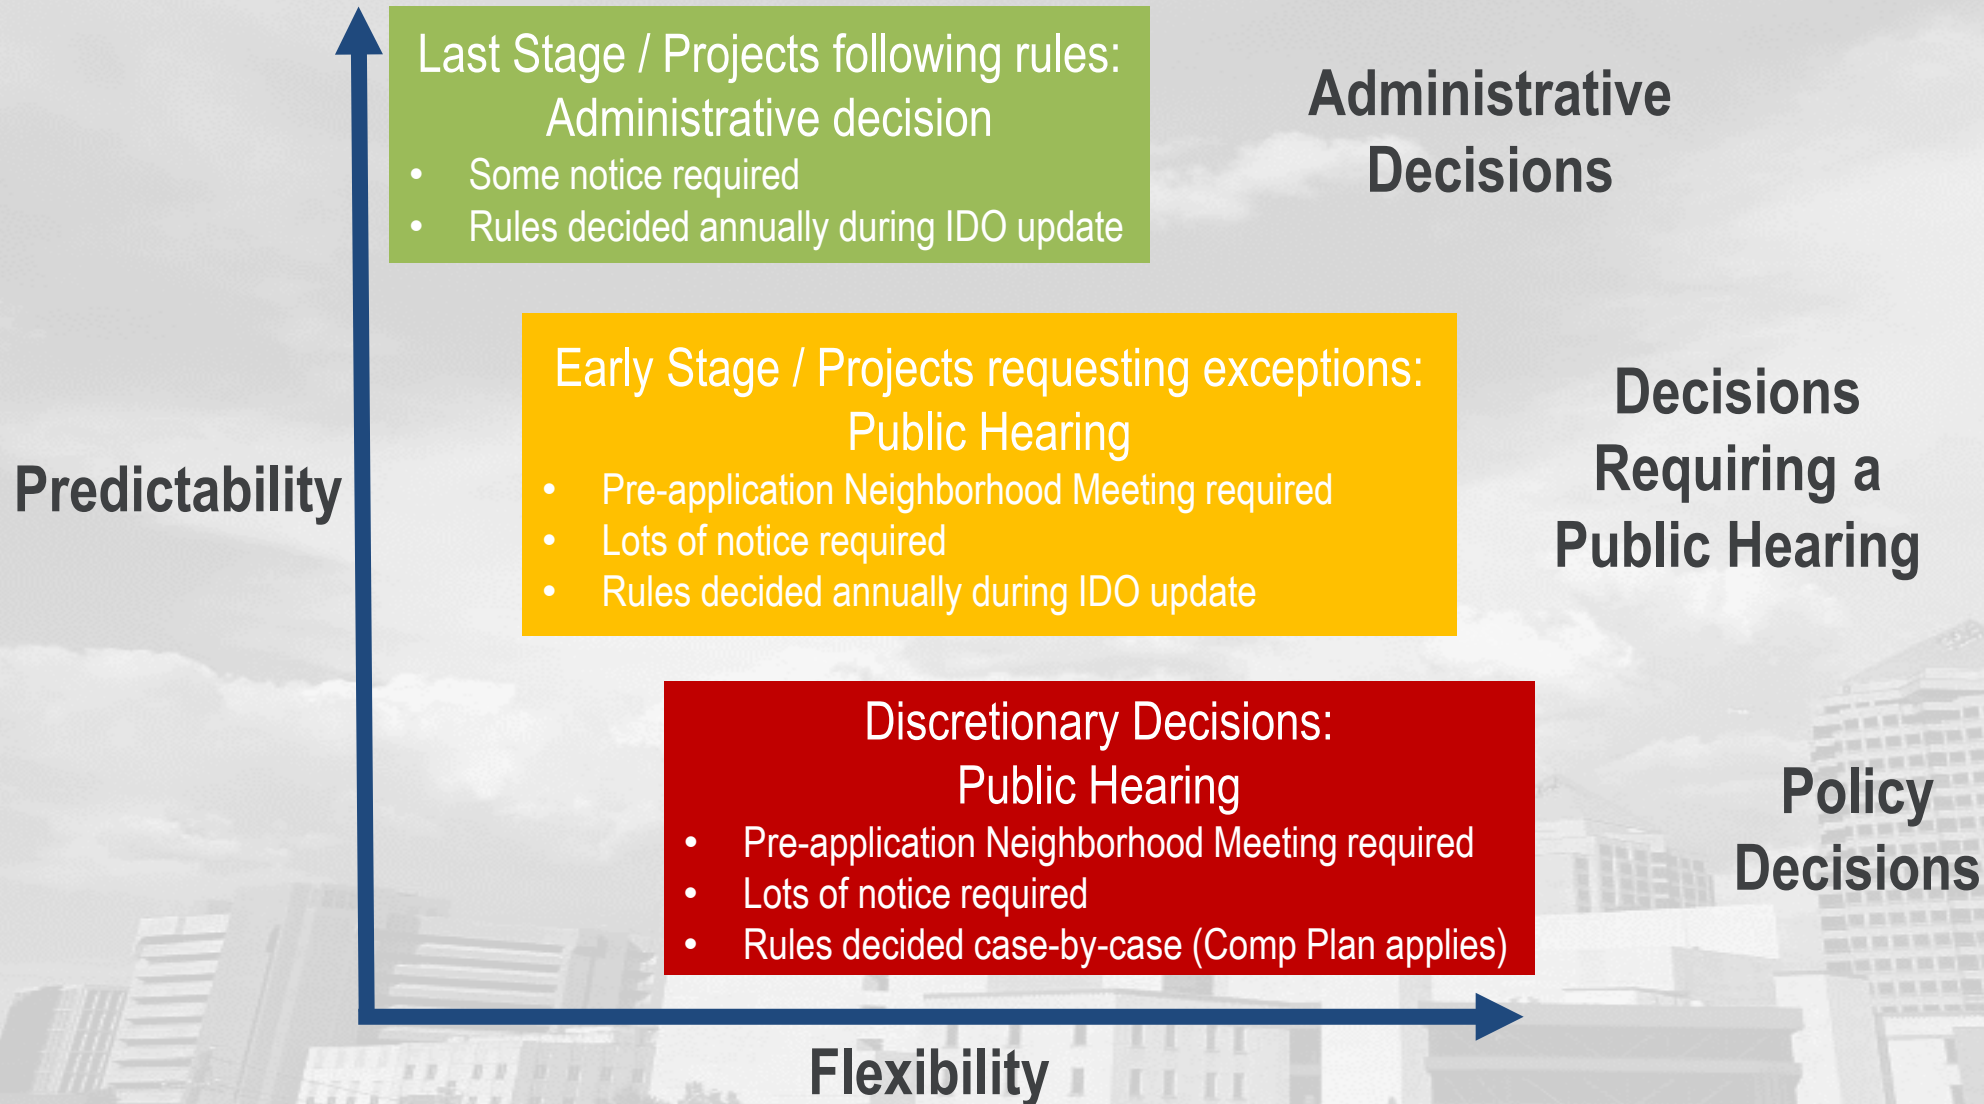 Last Stage / Projects following rules:
Administrative decision
• Some notice required
• Rules decided annually during IDO update
Administrative
Decisions
Early Stage / Projects requesting exceptions:
Public Hearing
• Pre-application Neighborhood Meeting required
• Lots of notice required
• Rules decided annually during IDO update
Decisions
Requiring a
Public Hearing
Predictability
Discretionary Decisions:
Public Hearing
• Pre-application Neighborhood Meeting required
• Lots of notice required
• Rules decided case-by-case (Comp Plan applies)
Policy
Decisions
Flexibility